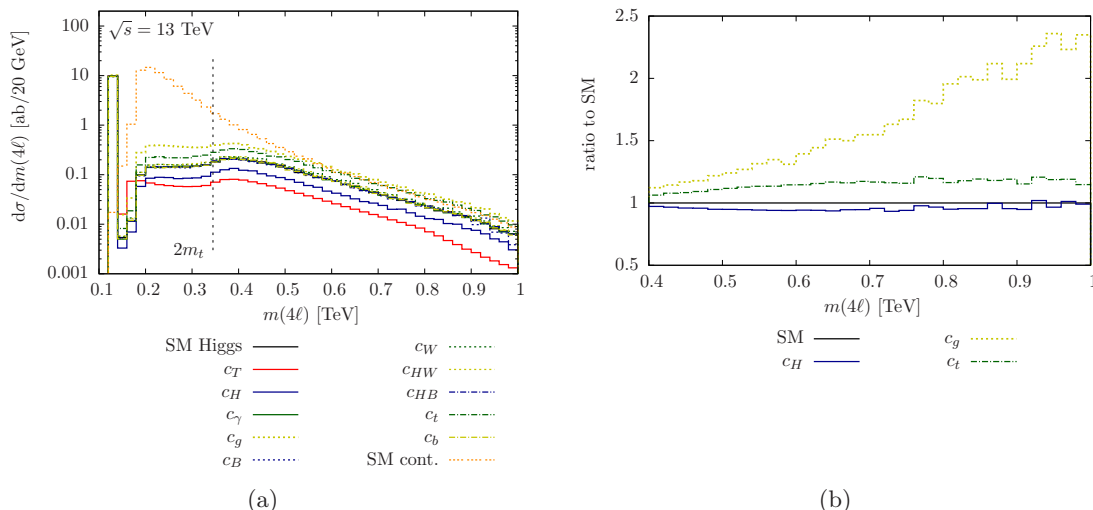 √s = 13 TeV
dσ/dm(4ℓ) [ab/20 GeV]
100
10
1
0.1
0.01
0.001
2m_t
0.1 0.2 0.3 0.4 0.5 0.6 0.7 0.8 0.9 1
m(4ℓ) [TeV]
SM Higgs
c_T
c_H
c_γ
c_g
c_B
c_W
c_HW
c_HB
c_t
c_b
SM cont.
(a)
ratio to SM
2.5
2
1.5
1
0.5
0.4 0.5 0.6 0.7 0.8 0.9 1
m(4ℓ) [TeV]
SM
c_H
c_g
c_t
(b)